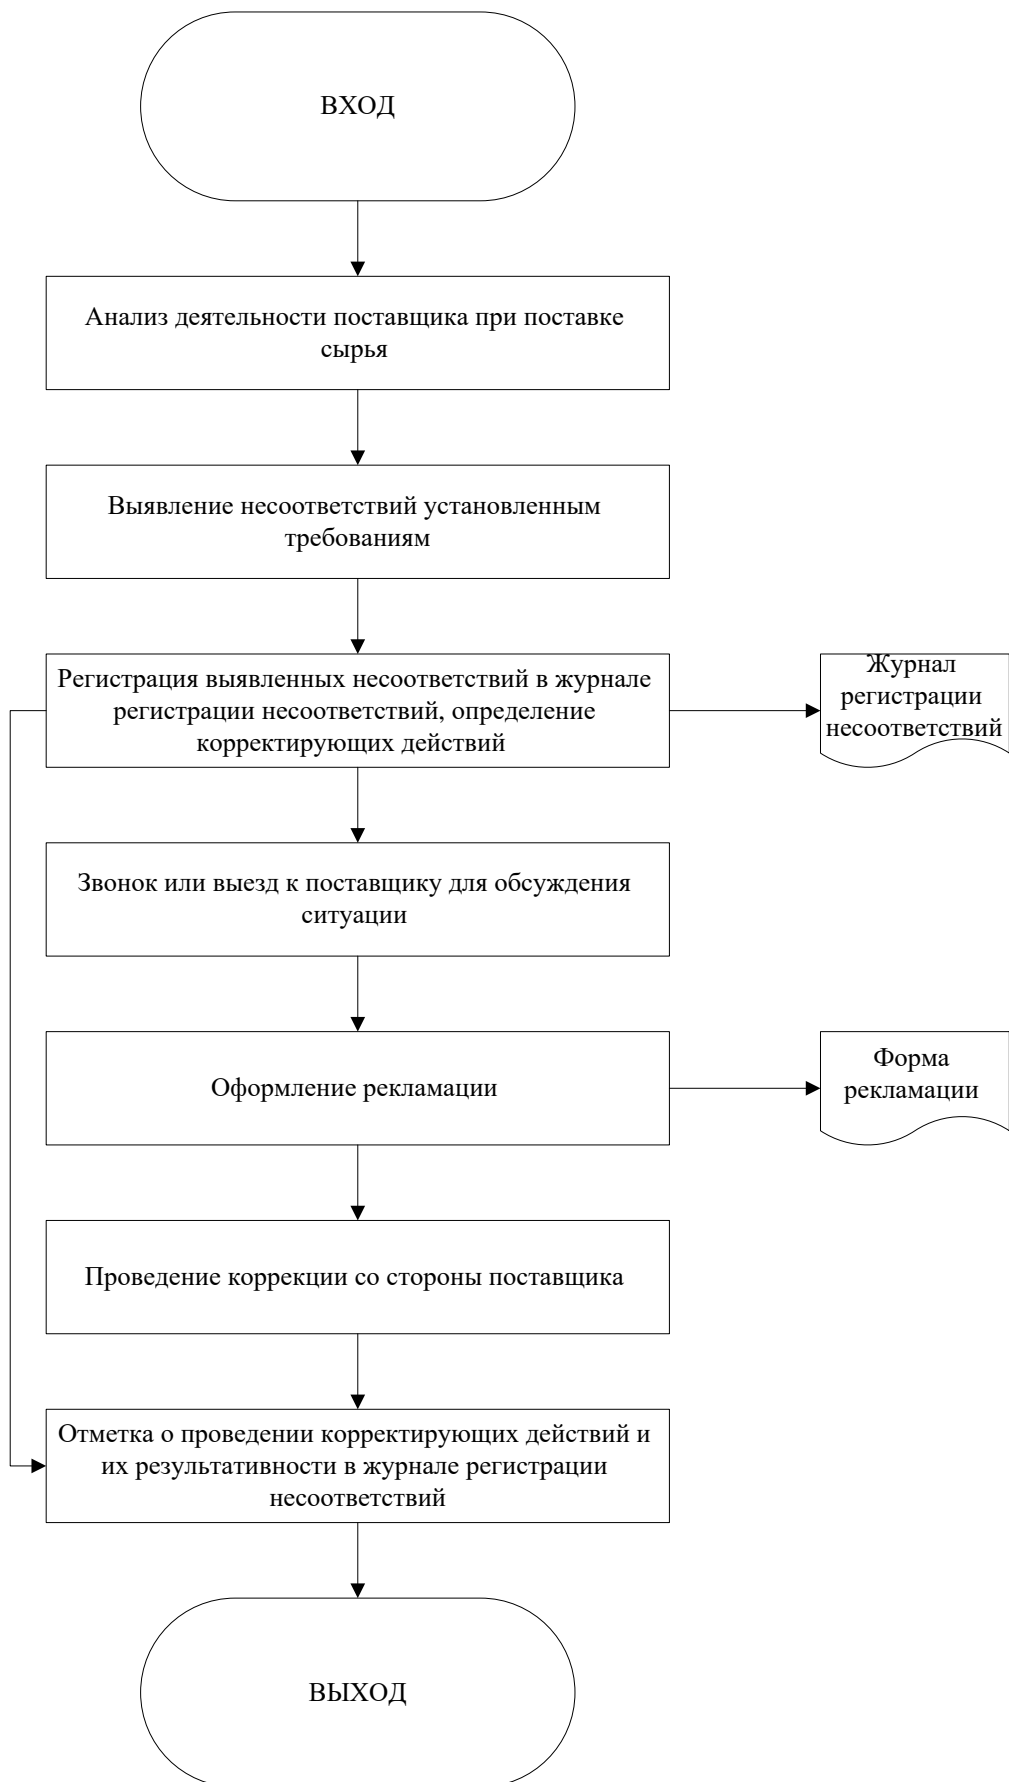 ВХОД
Анализ деятельности поставщика при поставке
сырья
Выявление несоответствий установленным
требованиям
Регистрация выявленных несоответствий в журнале
регистрации несоответствий, определение
корректирующих действий
Журнал
регистрации
несоответствий
Звонок или выезд к поставщику для обсуждения
ситуации
Оформление рекламации
Форма
рекламации
Проведение коррекции со стороны поставщика
Отметка о проведении корректирующих действий и
их результативности в журнале регистрации
несоответствий
ВЫХОД